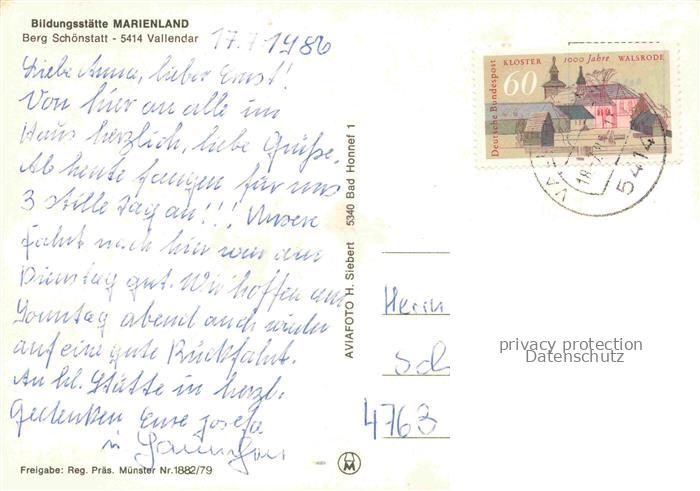 Bildungsstätte MARIENLAND
Berg Schönstatt - 5414 Vallendar
17.7.1986
Liebe Anna, lieber Ernst!
Von hier an alle im
Haus herzlich, liebe Grüße.
Ab heute fangen für uns
3 stille Tag an!!! Unsere
Fahrt nach hier war am
Dienstag gut. Wir hoffen am
Sonntag abend auch wieder
auf eine gute Rückfahrt.
An hl. Stätte in herzl.
Gedenken Eure Josefa
Freigabe: Reg. Präs. Münster Nr.1882/79
AVIAFOTO H. Siebert 5340 Bad Honnef 1
Deutsche Bundespost
KLOSTER 1000 Jahre WALSRODE
60
5414
Herrn
Sch
4763
privacy protection
Datenschutz